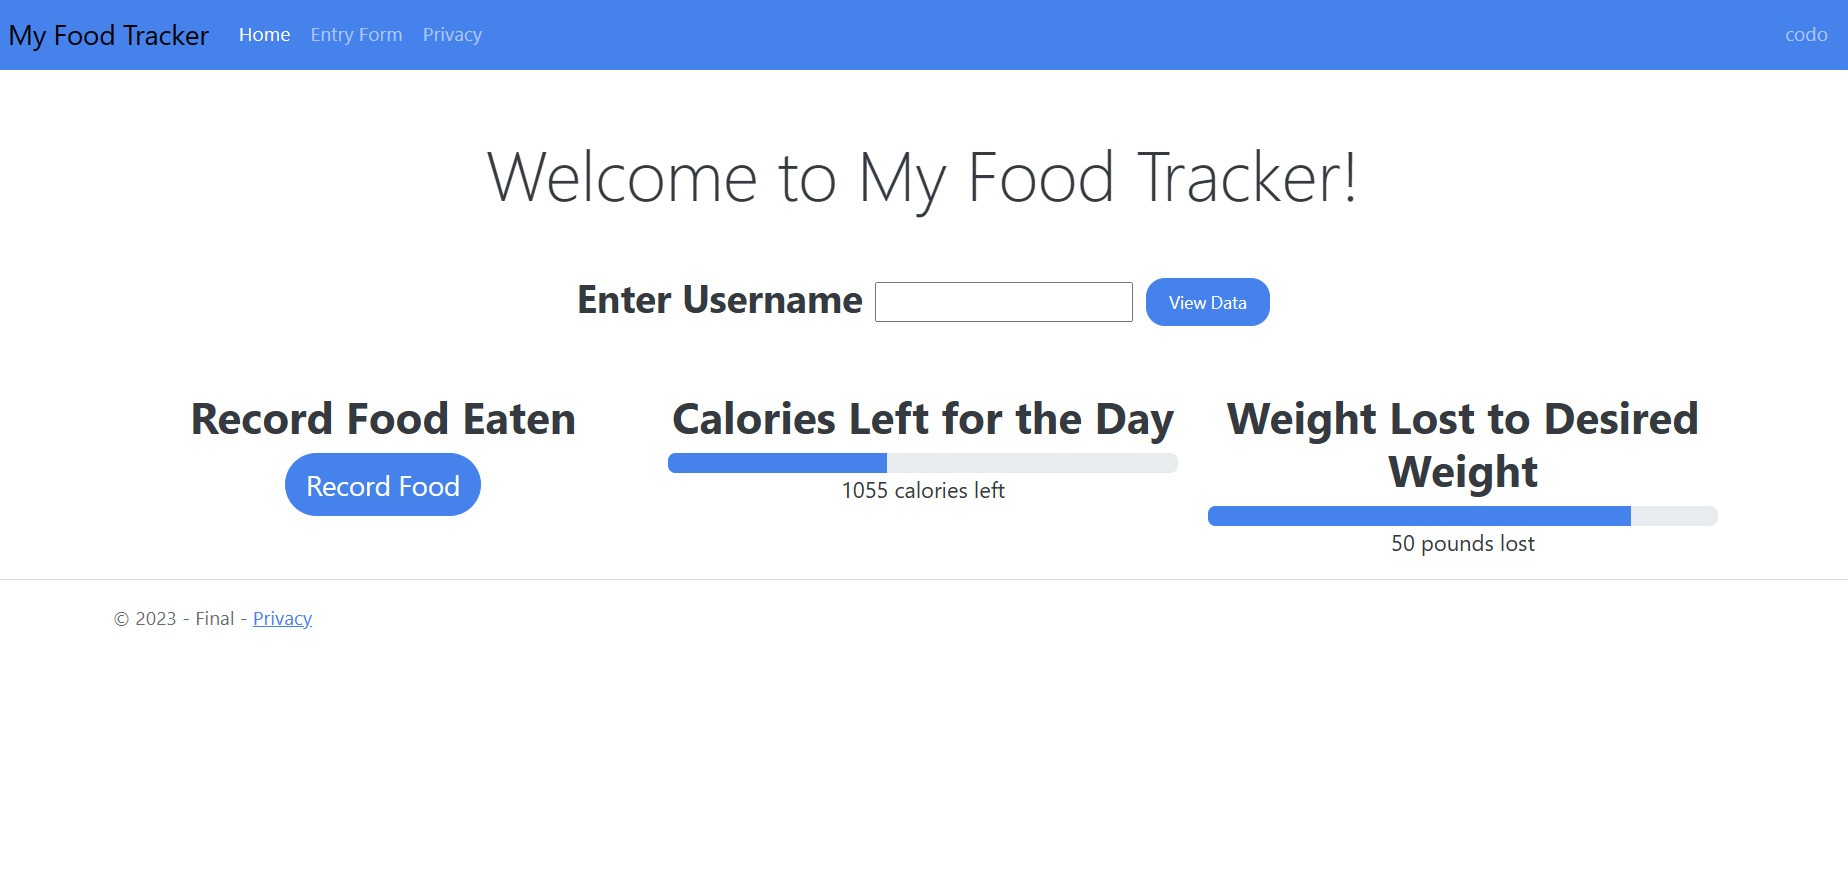 My Food Tracker Home Entry Form Privacy codo
Welcome to My Food Tracker!
Enter Username View Data
Record Food Eaten
Record Food
Calories Left for the Day
1055 calories left
Weight Lost to Desired
Weight
50 pounds lost
© 2023 - Final - Privacy